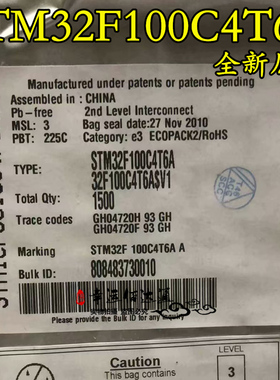 STM32F100C4T6
全新原
Manufactured under patents or patents pending
Assembled in: CHINA
Pb-free 2nd Level Interconnect
MSL: 3 Bag seal date:27 Nov 2010
PBT: 225C Category: e3 ECOPACK2/RoHS
TYPE: STM32F100C4T6A
32F100C4T6A$V1
Total Qty: 1500
Trace codes GH04720H 93 GH
GH04720F 93 GH
Marking STM32F 100C4T6A A
Bulk ID: 808483730010
Please provide the Bulk ID for any inquiry
Caution
This bag contains
LEVEL
3